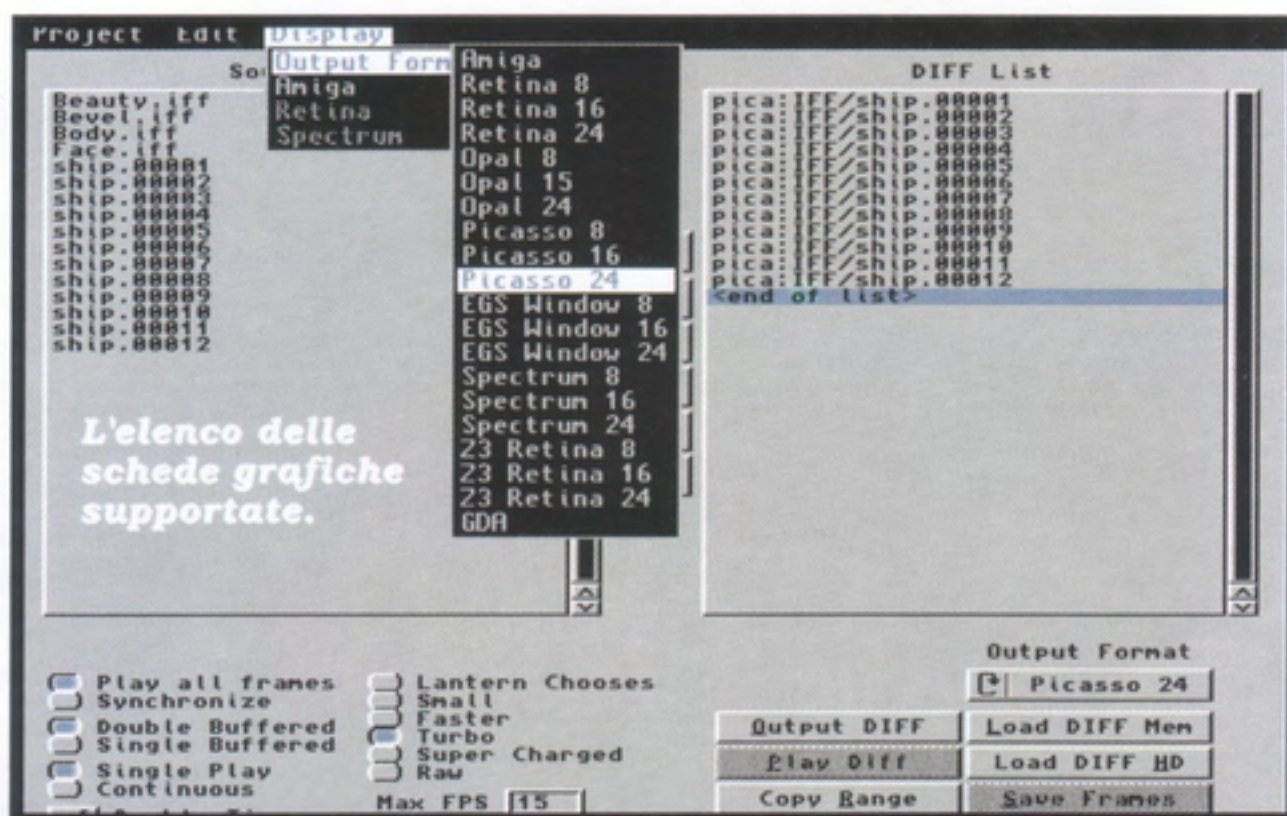 Project Edit Display
Output Form
Amiga
Retina
Spectrum
Amiga
Retina 8
Retina 16
Retina 24
Opal 8
Opal 15
Opal 24
Picasso 8
Picasso 16
Picasso 24
EGS Window 8
EGS Window 16
EGS Window 24
Spectrum 8
Spectrum 16
Spectrum 24
Z3 Retina 8
Z3 Retina 16
Z3 Retina 24
GDA
So
Beauty.iff
Bevel.iff
Body.iff
Face.iff
ship.00001
ship.00002
ship.00003
ship.00004
ship.00005
ship.00006
ship.00007
ship.00008
ship.00009
ship.00010
ship.00011
ship.00012
L'elenco delle
schede grafiche
supportate.
DIFF List
pica:IFF/ship.00001
pica:IFF/ship.00002
pica:IFF/ship.00003
pica:IFF/ship.00004
pica:IFF/ship.00005
pica:IFF/ship.00006
pica:IFF/ship.00007
pica:IFF/ship.00008
pica:IFF/ship.00009
pica:IFF/ship.00010
pica:IFF/ship.00011
pica:IFF/ship.00012
<end of list>
Play all frames
Synchronize
Double Buffered
Single Buffered
Single Play
Continuous
Lantern Chooses
Small
Faster
Turbo
Super Charged
Raw
Max FPS 15
Output Format
Picasso 24
Output DIFF
Load DIFF Mem
Play Diff
Load DIFF HD
Copy Range
Save Frames